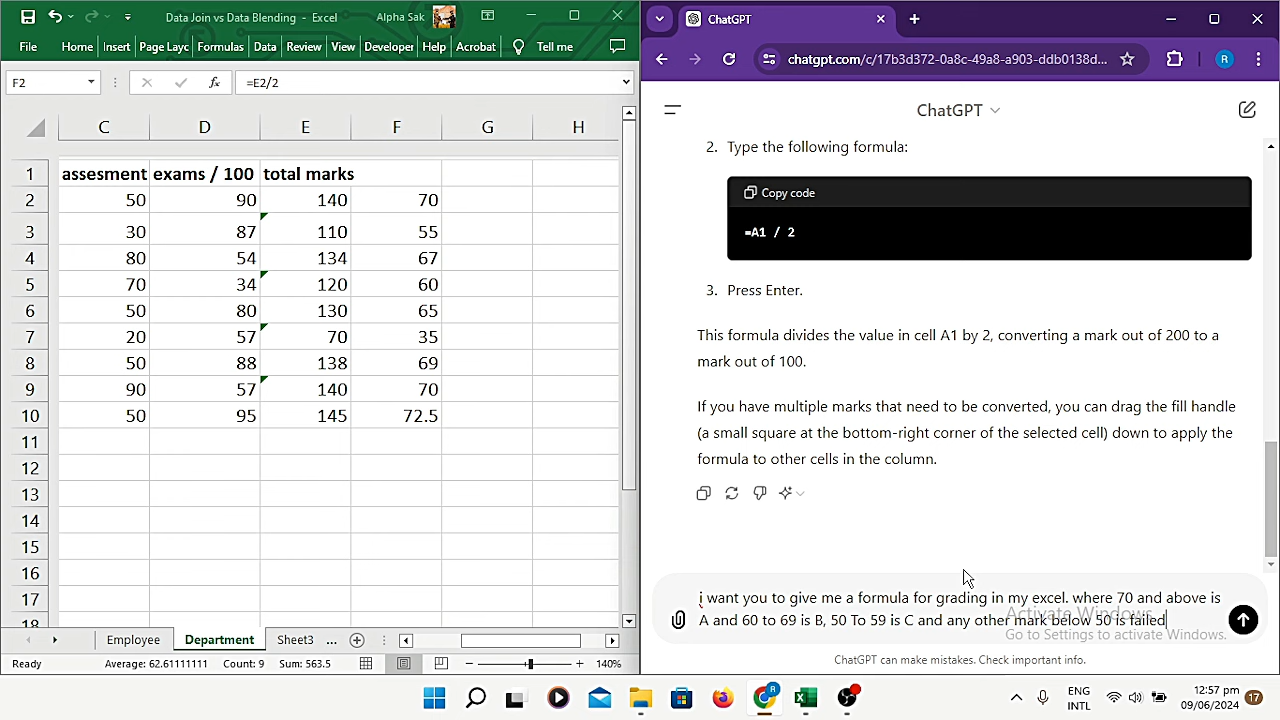 Data Join vs Data Blending - Excel
Alpha Sak
File Home Insert Page Layc Formulas Data Review View Developer Help Acrobat Tell me
F2
fx
=E2/2
C D E F G H
1 assesment exams / 100 total marks
2 50 90 140 70
3 30 87 110 55
4 80 54 134 67
5 70 34 120 60
6 50 80 130 65
7 20 57 70 35
8 50 88 138 69
9 90 57 140 70
10 50 95 145 72.5
11
12
13
14
15
16
17
18
Employee Department Sheet3 ...
Ready Average: 62.61111111 Count: 9 Sum: 563.5 140%
ChatGPT
chatgpt.com/c/17b3d372-0a8c-49a8-a903-ddb0138d...
R
ChatGPT
2. Type the following formula:
Copy code
=A1 / 2
3. Press Enter.
This formula divides the value in cell A1 by 2, converting a mark out of 200 to a
mark out of 100.
If you have multiple marks that need to be converted, you can drag the fill handle
(a small square at the bottom-right corner of the selected cell) down to apply the
formula to other cells in the column.
i want you to give me a formula for grading in my excel. where 70 and above is
A and 60 to 69 is B, 50 To 59 is C and any other mark below 50 is failed
Activate Windows
Go to Settings to activate Windows.
ChatGPT can make mistakes. Check important info.
R
ENG
INTL
12:57 pm
09/06/2024
17